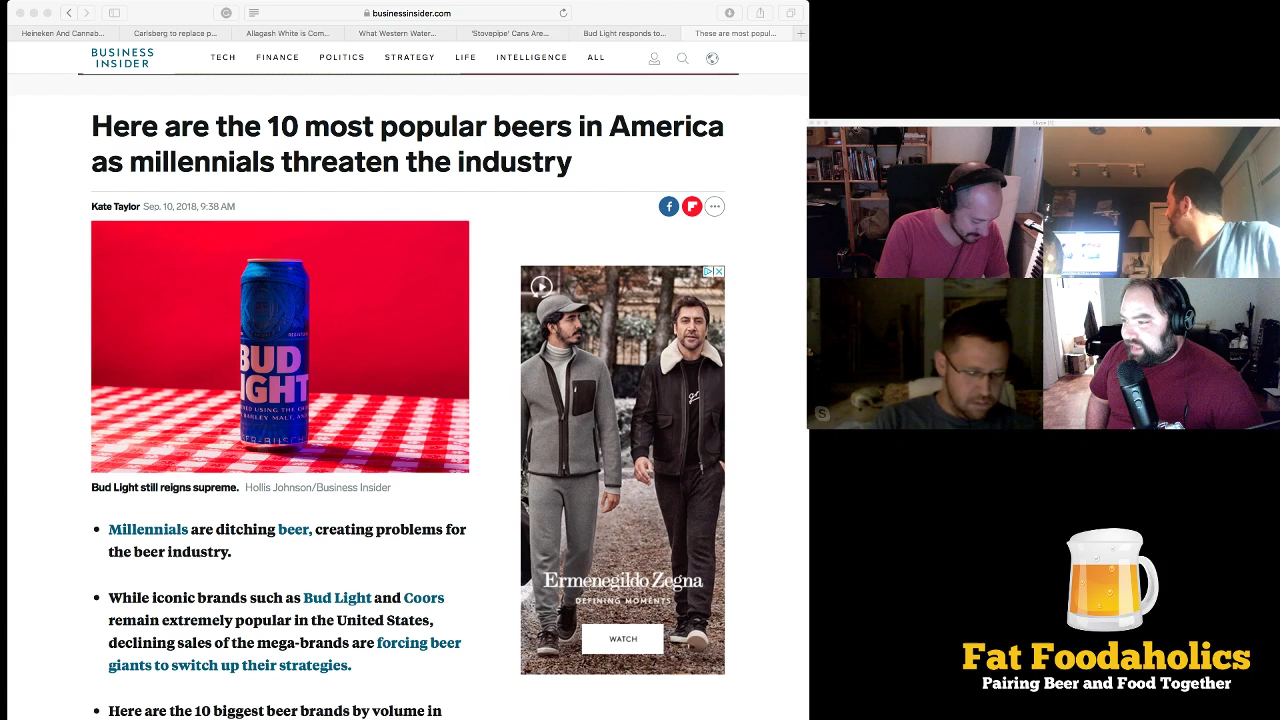 businessinsider.com
Heineken And Cannab...
Carlsberg to replace p...
Allagash White is Com...
What Western Water...
'Stovepipe' Cans Are...
Bud Light responds to...
These are most popul...
BUSINESS
INSIDER
TECH FINANCE POLITICS STRATEGY LIFE INTELLIGENCE ALL
Here are the 10 most popular beers in America
as millennials threaten the industry
Kate Taylor Sep. 10, 2018, 9:38 AM
BUD
IGHT
Bud Light still reigns supreme. Hollis Johnson/Business Insider
Millennials are ditching beer, creating problems for
the beer industry.
While iconic brands such as Bud Light and Coors
remain extremely popular in the United States,
declining sales of the mega-brands are forcing beer
giants to switch up their strategies.
Here are the 10 biggest beer brands by volume in
Ermenegildo Zegna
DEFINING MOMENTS
WATCH
Fat Foodaholics
Pairing Beer and Food Together